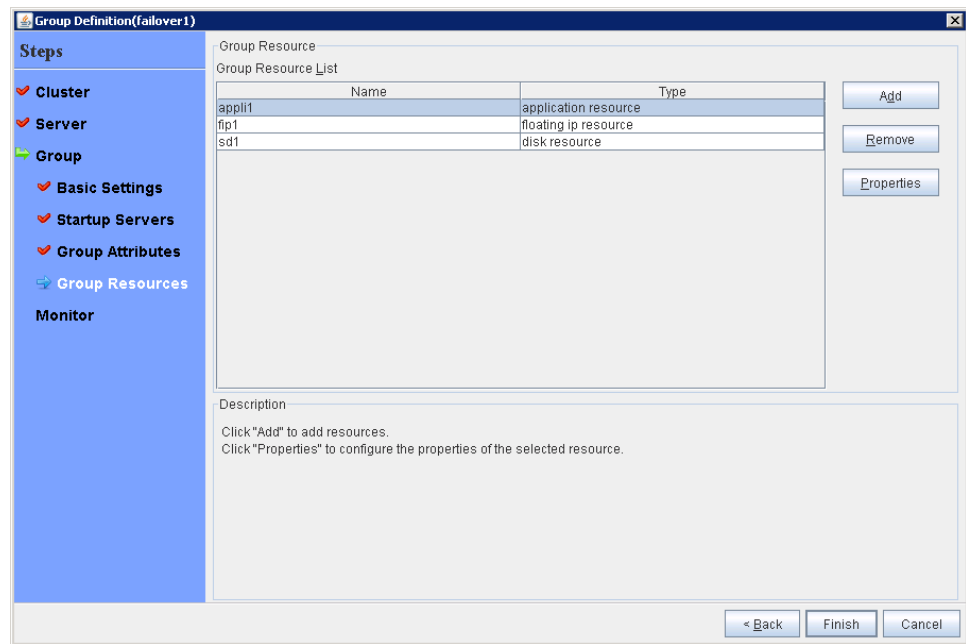 Group Definition(failover1)
Steps
Cluster
Server
Group
Basic Settings
Startup Servers
Group Attributes
Group Resources
Monitor
Group Resource
Group Resource List
Name Type
appli1 application resource
fip1 floating ip resource
sd1 disk resource
Add
Remove
Properties
Description
Click "Add" to add resources.
Click "Properties" to configure the properties of the selected resource.
< Back Finish Cancel